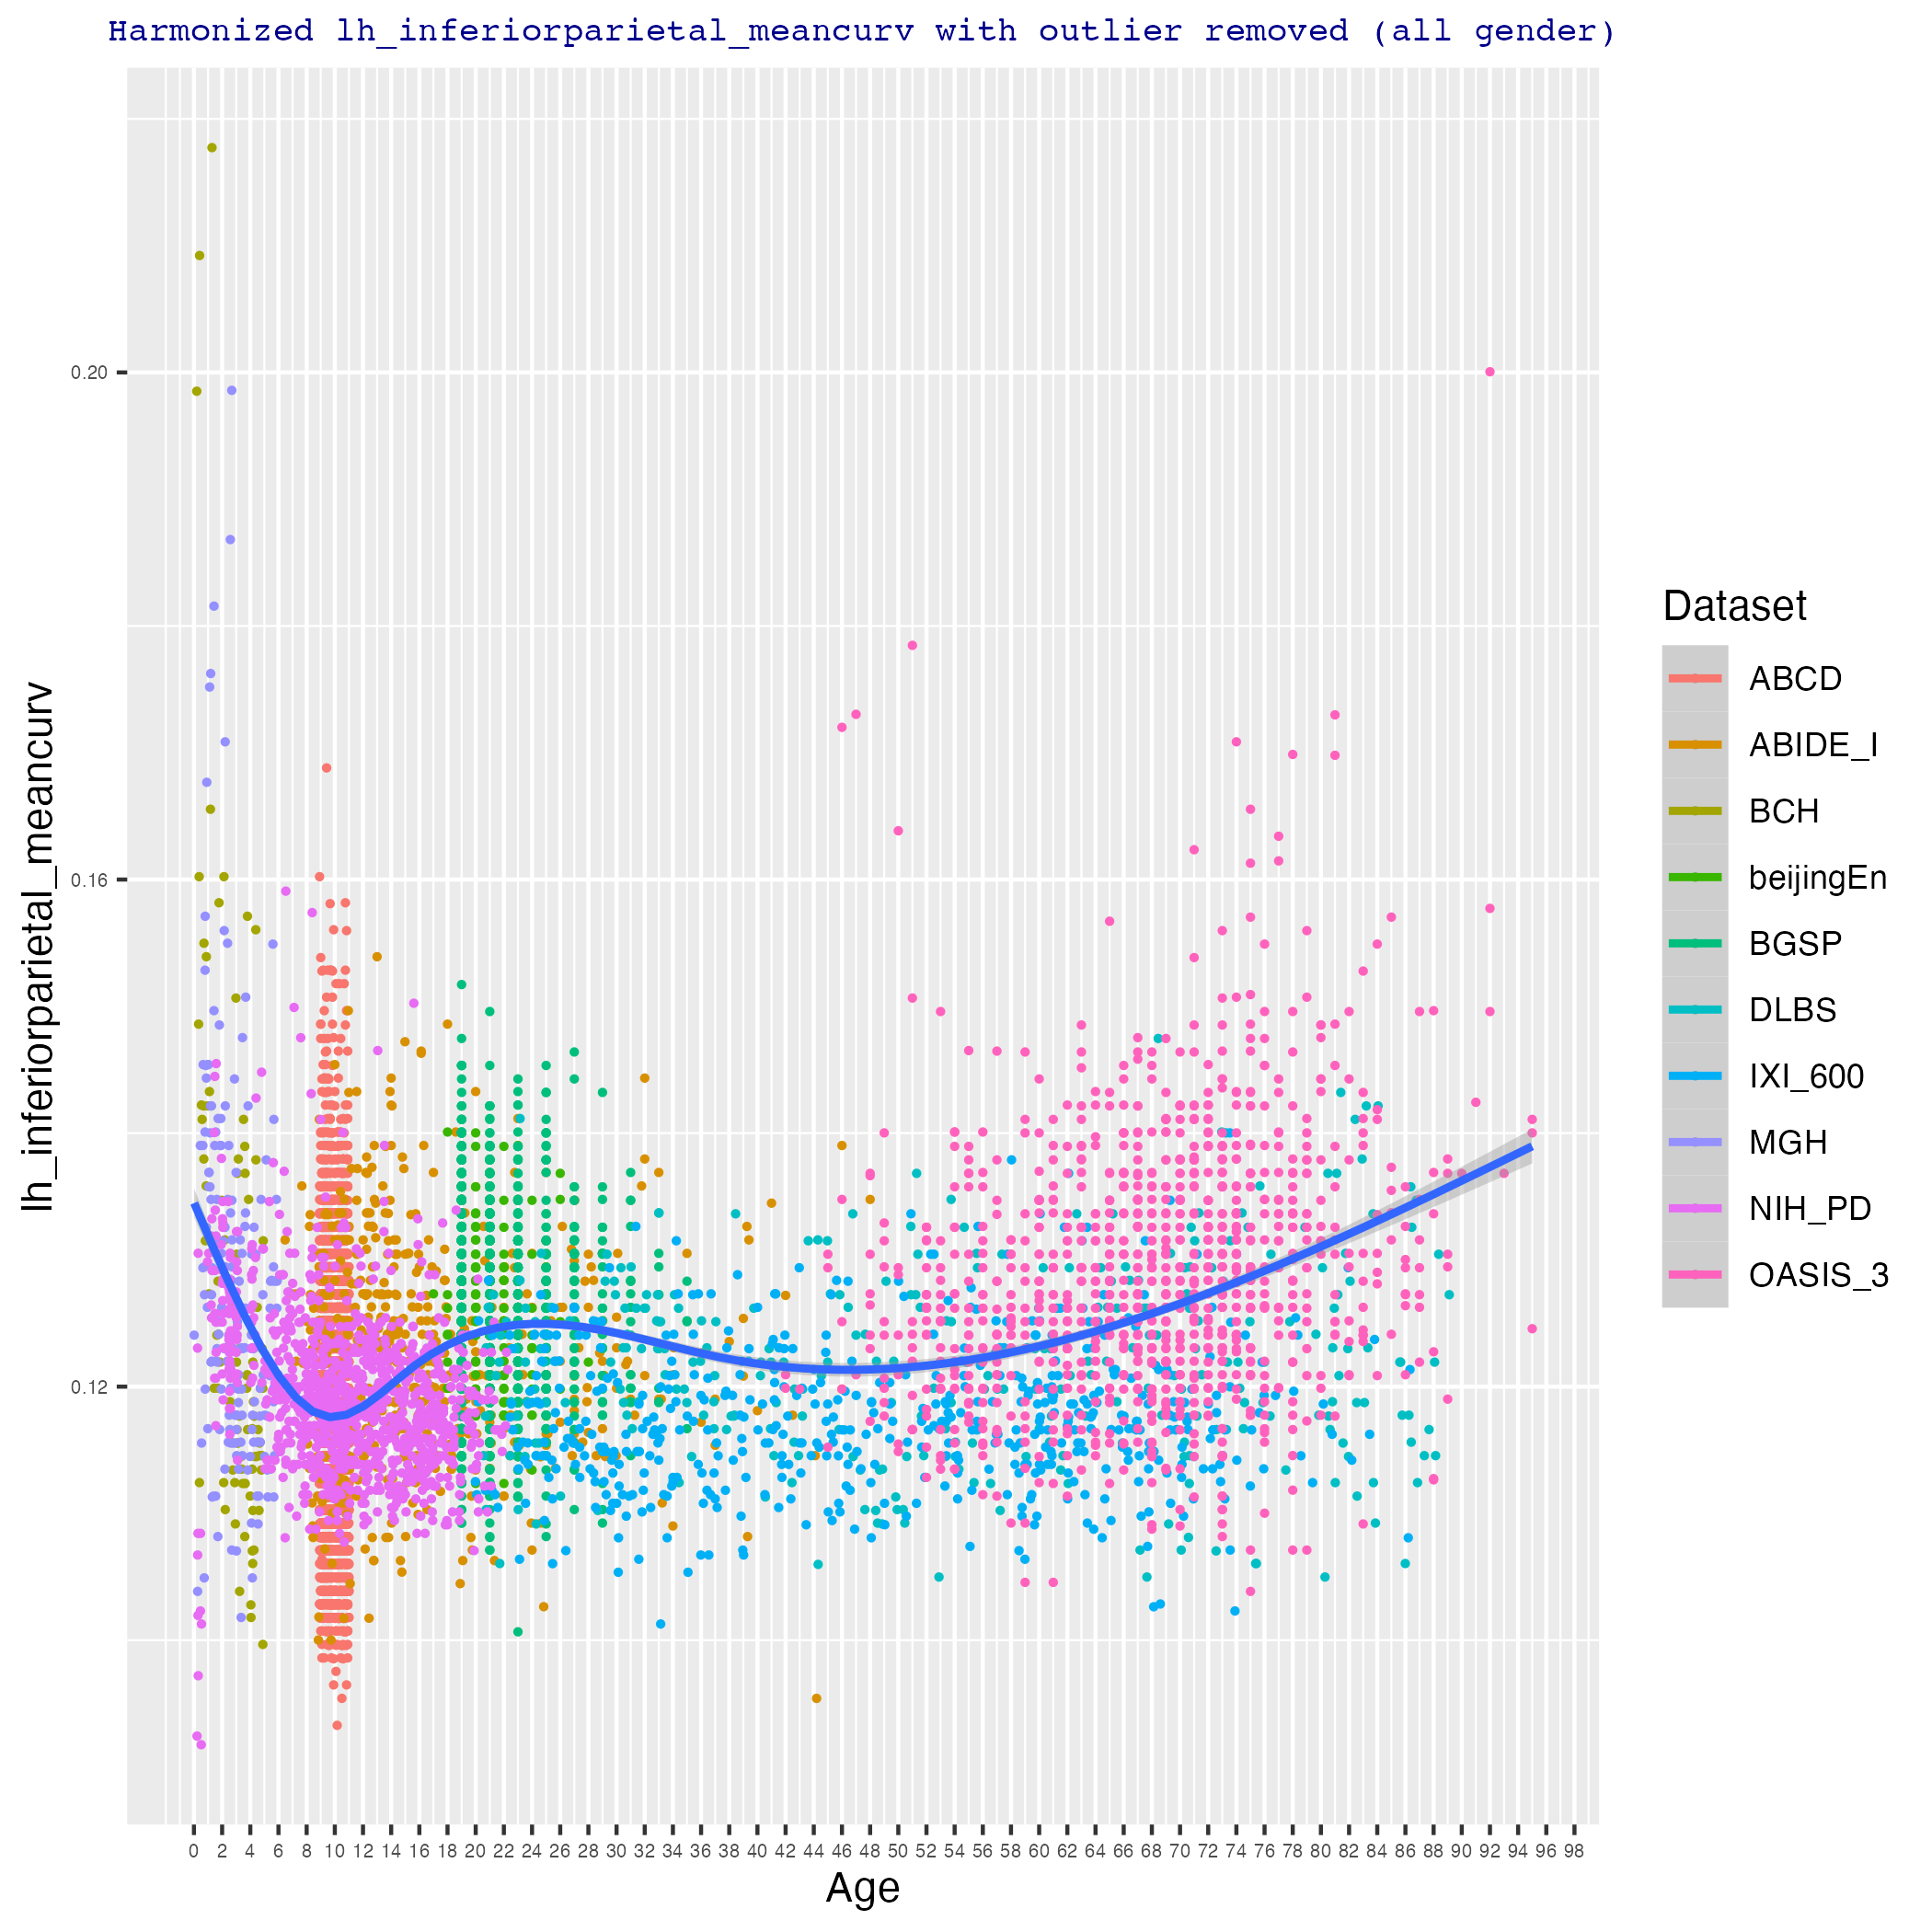 Harmonized lh_inferiorparietal_meancurv with outlier removed (all gender)
lh_inferiorparietal_meancurv
0.20
0.16
0.12
0 2 4 6 8 10 12 14 16 18 20 22 24 26 28 30 32 34 36 38 40 42 44 46 48 50 52 54 56 58 60 62 64 66 68 70 72 74 76 78 80 82 84 86 88 90 92 94 96 98
Age
Dataset
ABCD
ABIDE_I
BCH
beijingEn
BGSP
DLBS
IXI_600
MGH
NIH_PD
OASIS_3